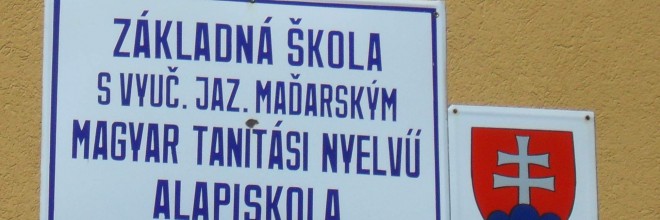 ZÁKLADNÁ ŠKOLA
S VYUČ. JAZ. MAĎARSKÝM
MAGYAR TANÍTÁSI NYELVŰ
ALAPISKOLA